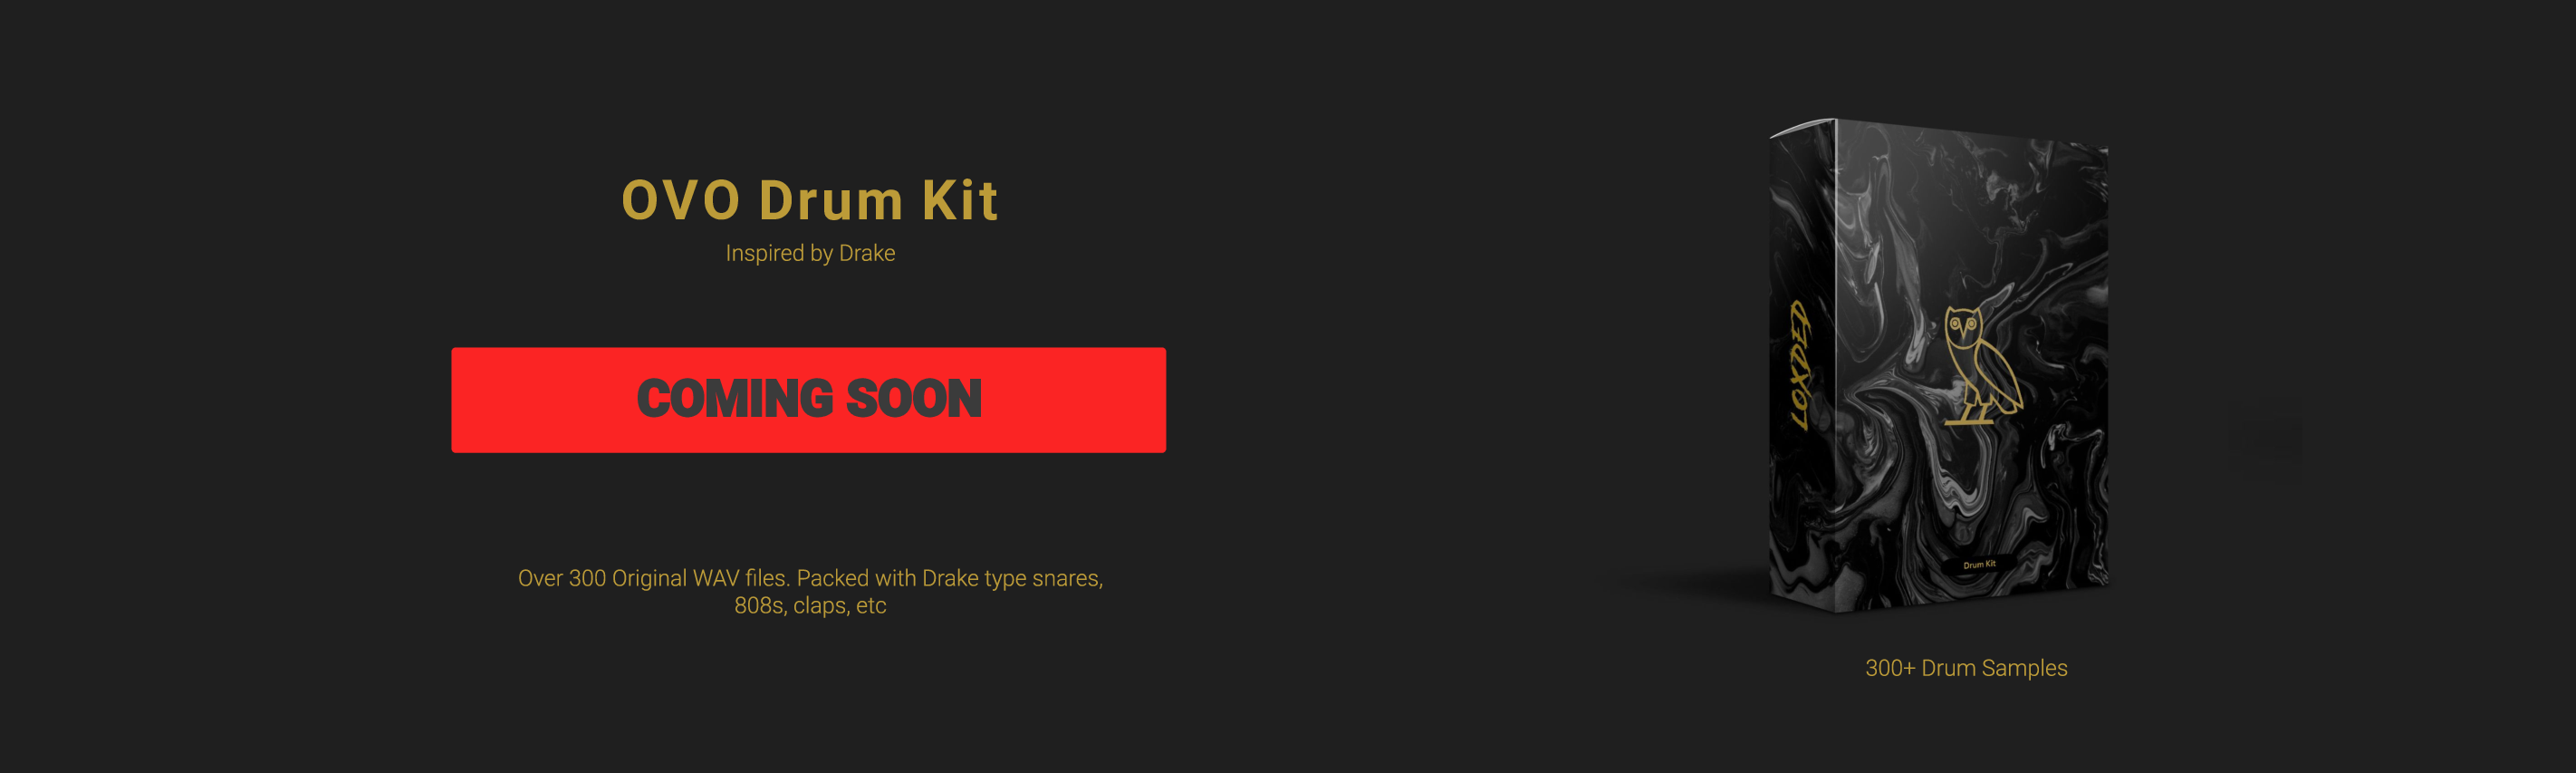 OVO Drum Kit
Inspired by Drake
COMING SOON
Over 300 Original WAV files. Packed with Drake type snares,
808s, claps, etc
Drum Kit
300+ Drum Samples